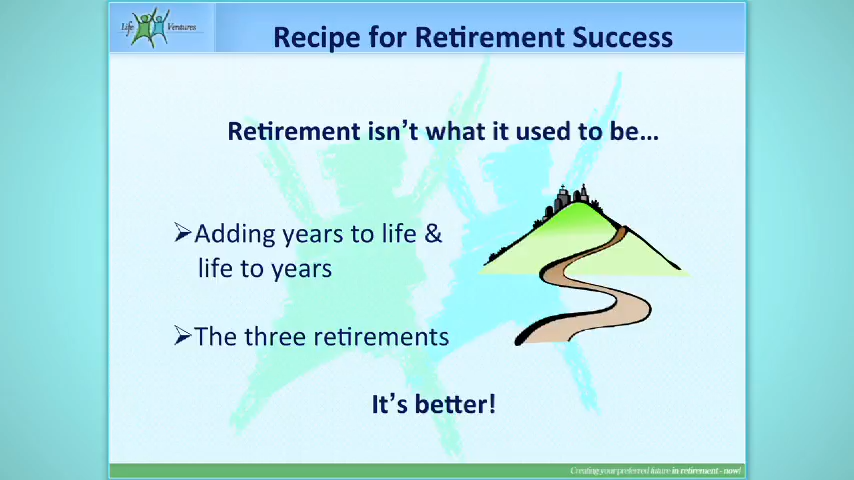 Life Ventures
Recipe for Retirement Success
Retirement isn’t what it used to be...
➢Adding years to life &
life to years
➢The three retirements
It’s better!
Creating your preferred future in retirement - now!